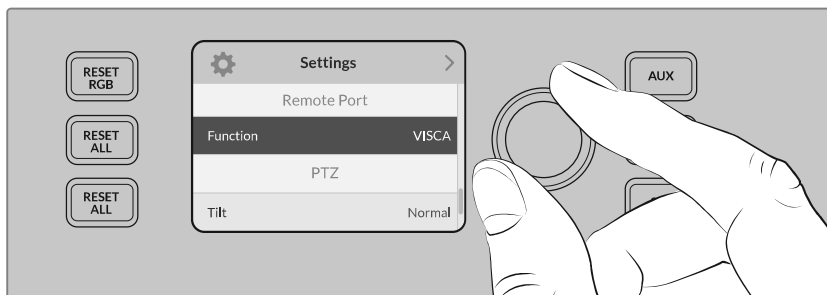 RESET
RGB
RESET
ALL
RESET
ALL
Settings
Remote Port
Function VISCA
PTZ
Tilt Normal
AUX